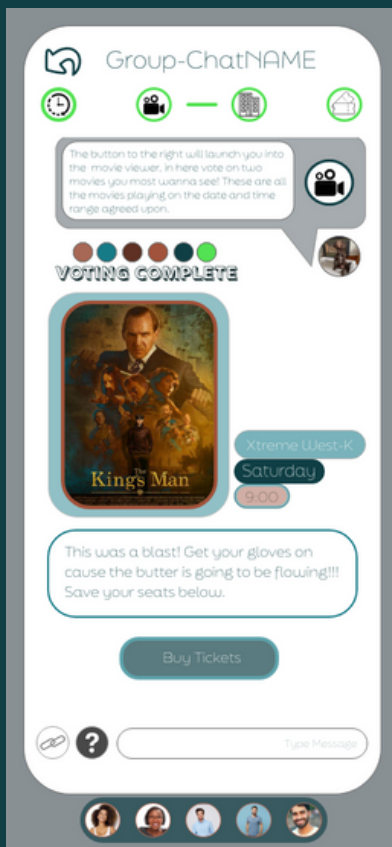 Group-ChatNAME
The button to the right will launch you into
the movie viewer, in here vote on two
movies you most wanna see! These are all
the movies playing on the date and time
range agreed upon.
VOTING COMPLETE
The
King's Man
Xtreme West-K
Saturday
9:00
This was a blast! Get your gloves on
cause the butter is going to be flowing!!!
Save your seats below.
Buy Tickets
?
Type Message